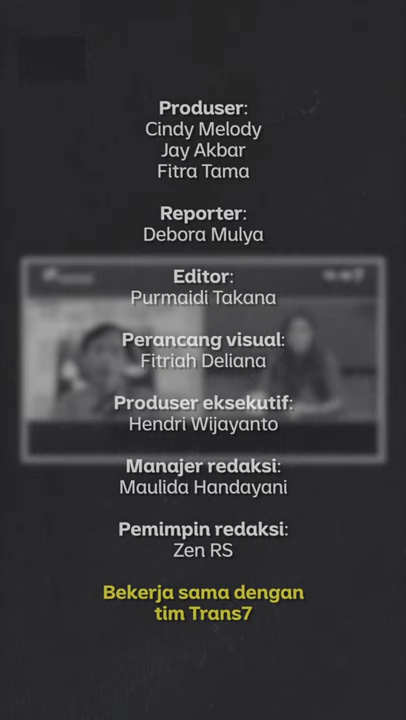 Produser:
Cindy Melody
Jay Akbar
Fitra Tama
Reporter:
Debora Mulya
Editor:
Purmaidi Takana
Perancang visual:
Fitriah Deliana
Produser eksekutif:
Hendri Wijayanto
Manajer redaksi:
Maulida Handayani
Pemimpin redaksi:
Zen RS
Bekerja sama dengan
tim Trans7